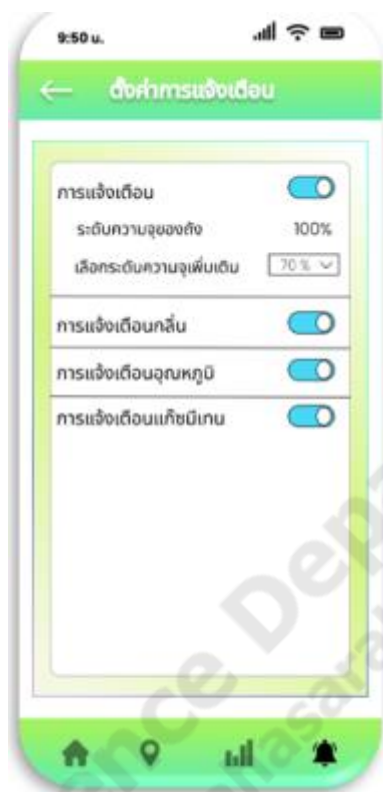 9:50 น.
ตั้งค่าการแจ้งเตือน
การแจ้งเตือน
ระดับความจุของถัง 100%
เลือกระดับความจุเพิ่มเติม 70 %
การแจ้งเตือนกลิ่น
การแจ้งเตือนอุณหภูมิ
การแจ้งเตือนแก๊ซมีเทน